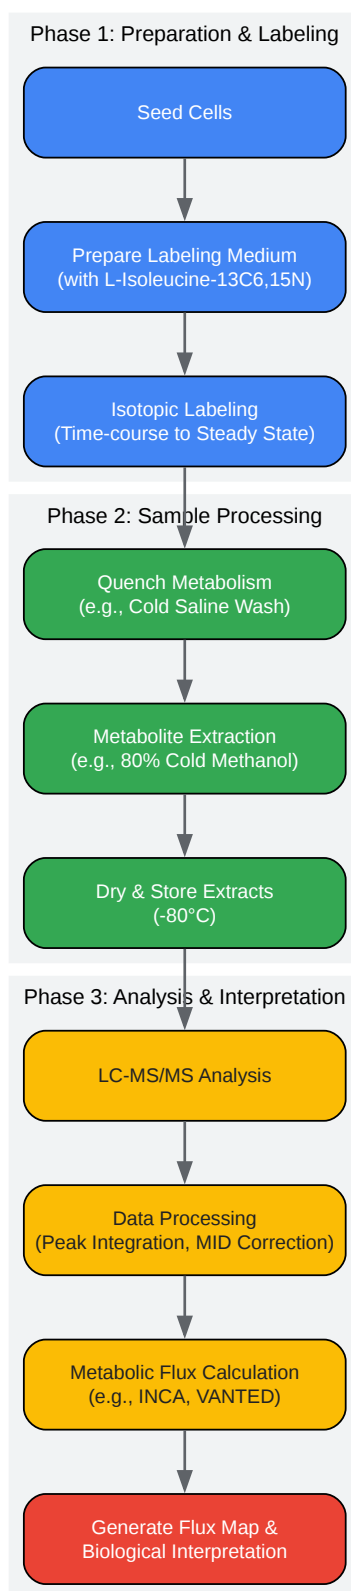 Phase 1: Preparation & Labeling
Seed Cells
Prepare Labeling Medium
(with L-Isoleucine-13C6,15N)
Isotopic Labeling
(Time-course to Steady State)
Phase 2: Sample Processing
Quench Metabolism
(e.g., Cold Saline Wash)
Metabolite Extraction
(e.g., 80% Cold Methanol)
Dry & Store Extracts
(-80°C)
Phase 3: Analysis & Interpretation
LC-MS/MS Analysis
Data Processing
(Peak Integration, MID Correction)
Metabolic Flux Calculation
(e.g., INCA, VANTED)
Generate Flux Map &
Biological Interpretation